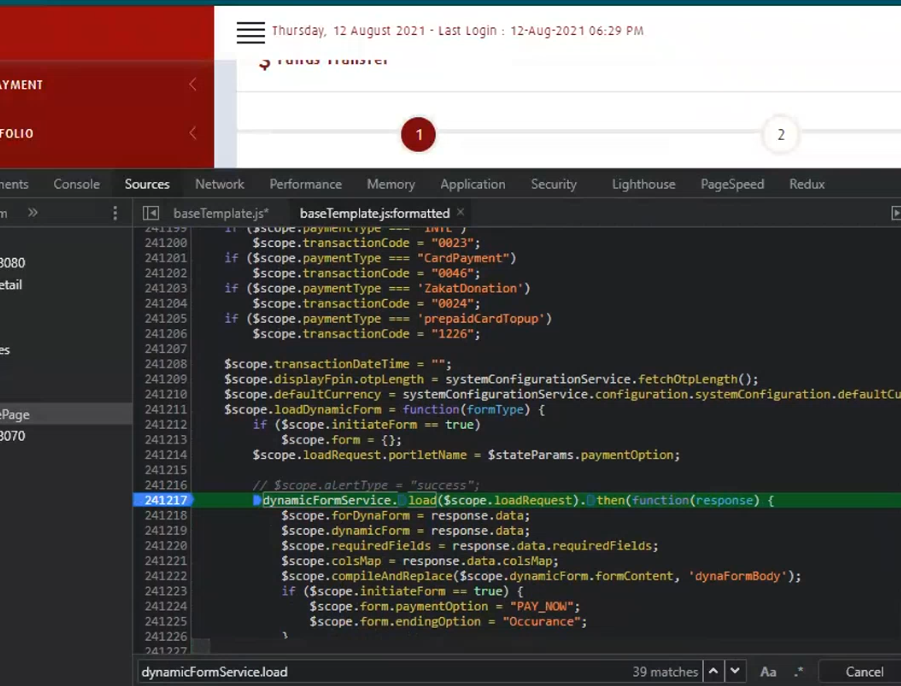 Thursday, 12 August 2021 - Last Login : 12-Aug-2021 06:29 PM
$ Funds Transfer
AYMENT
FOLIO
1
2
ments Console Sources Network Performance Memory Application Security Lighthouse PageSpeed Redux
m » baseTemplate.js* baseTemplate.js:formatted ×
8080
etail
es
ePage
8070
241199 if ($scope.paymentType === 'INTL')
241200 $scope.transactionCode = "0023";
241201 if ($scope.paymentType === "CardPayment")
241202 $scope.transactionCode = "0046";
241203 if ($scope.paymentType === 'ZakatDonation')
241204 $scope.transactionCode = "0024";
241205 if ($scope.paymentType === 'prepaidCardTopup')
241206 $scope.transactionCode = "1226";
241207
241208 $scope.transactionDateTime = "";
241209 $scope.displayFpin.otpLength = systemConfigurationService.fetchOtpLength();
241210 $scope.defaultCurrency = systemConfigurationService.configuration.systemConfiguration.defaultCu
241211 $scope.loadDynamicForm = function(formType) {
241212 if ($scope.initiateForm == true)
241213 $scope.form = {};
241214 $scope.loadRequest.portletName = $stateParams.paymentOption;
241215
241216 // $scope.alertType = "success";
241217 dynamicFormService.load($scope.loadRequest).then(function(response) {
241218 $scope.forDynaForm = response.data;
241219 $scope.dynamicForm = response.data;
241220 $scope.requiredFields = response.data.requiredFields;
241221 $scope.colsMap = response.data.colsMap;
241222 $scope.compileAndReplace($scope.dynamicForm.formContent, 'dynaFormBody');
241223 if ($scope.initiateForm == true) {
241224 $scope.form.paymentOption = "PAY_NOW";
241225 $scope.form.endingOption = "Occurance";
241226 }
241227
dynamicFormService.load 39 matches Aa .* Cancel